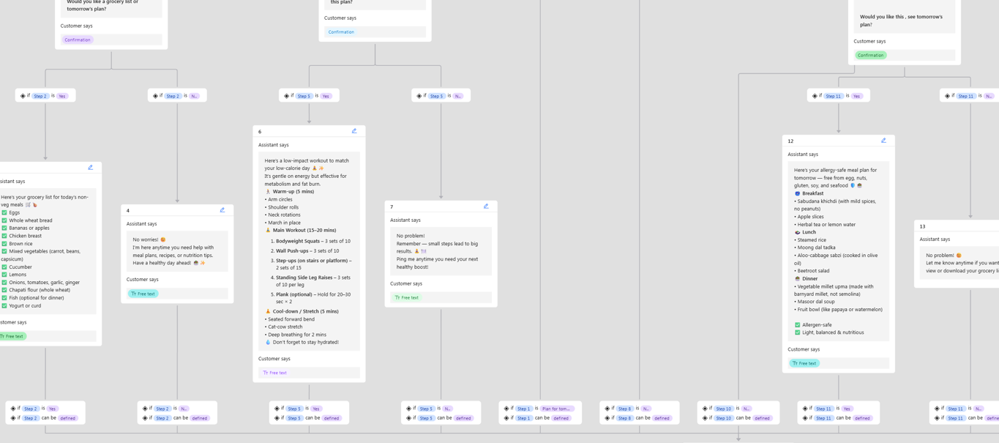 Would you like a grocery list or
tomorrow's plan?
Customer says
Confirmation
this plan?
Customer says
Confirmation
Would you like this , see tomorrow's
plan?
Customer says
Confirmation
if Step 2 is Yes
if Step 2 is N..
if Step 5 is Yes
if Step 5 is N..
if Step 11 is Yes
if Step 11 is N..
sistant says
Here's your grocery list for today's non-
veg meals 🛒 🍗
✅ Eggs
✅ Whole wheat bread
✅ Bananas or apples
✅ Chicken breast
✅ Brown rice
✅ Mixed vegetables (carrot, beans,
capsicum)
✅ Cucumber
✅ Lemons
✅ Onions, tomatoes, garlic, ginger
✅ Chapati flour (whole wheat)
✅ Fish (optional for dinner)
✅ Yogurt or curd
stomer says
Free text
4
Assistant says
No worries! 😊
I'm here anytime you need help with
meal plans, recipes, or nutrition tips.
Have a healthy day ahead! 🥗 ✨
Customer says
Free text
6
Assistant says
Here's a low-impact workout to match
your low-calorie day 🧘 ✨
It's gentle on energy but effective for
metabolism and fat burn.
🚶 Warm-up (5 mins)
• Arm circles
• Shoulder rolls
• Neck rotations
• March in place
🧘 Main Workout (15–20 mins)
1. Bodyweight Squats – 3 sets of 10
2. Wall Push-ups – 3 sets of 10
3. Step-ups (on stairs or platform) –
2 sets of 15
4. Standing Side Leg Raises – 3 sets
of 10 per leg
5. Plank (optional) – Hold for 20–30
sec × 2
🧘 Cool-down / Stretch (5 mins)
• Seated forward bend
• Cat-cow stretch
• Deep breathing for 2 mins
💧 Don't forget to stay hydrated!
Customer says
Free text
7
Assistant says
No problem!
Remember — small steps lead to big
results. 🧘 🍽️
Ping me anytime you need your next
healthy boost!
Customer says
Free text
12
Assistant says
Here's your allergy-safe meal plan for
tomorrow — free from egg, nuts,
gluten, soy, and seafood 🛡️ 🥗
Breakfast
• Sabudana khichdi (with mild spices,
no peanuts)
• Apple slices
• Herbal tea or lemon water
🍛 Lunch
• Steamed rice
• Moong dal tadka
• Aloo-cabbage sabzi (cooked in olive
oil)
• Beetroot salad
🥗 Dinner
• Vegetable millet upma (made with
barnyard millet, not semolina)
• Masoor dal soup
• Fruit bowl (like papaya or watermelon)
✅ Allergen-safe
✅ Light, balanced & nutritious
Customer says
Free text
13
Assistant says
No problem! 😊
Let me know anytime if you want
view or download your grocery li
if Step 2 is Yes
if Step 2 can be defined
if Step 2 is N..
if Step 2 can be defined
if Step 5 is Yes
if Step 5 can be defined
if Step 5 is N..
if Step 5 can be defined
if Step 1 is Plan for tom...
if Step 1 can be defined
if Step 8 is N..
if Step 8 can be defined
if Step 10 is N..
if Step 10 can be defined
if Step 11 is Yes
if Step 11 can be defined
if Step 11 is N..
if Step 11 can be define